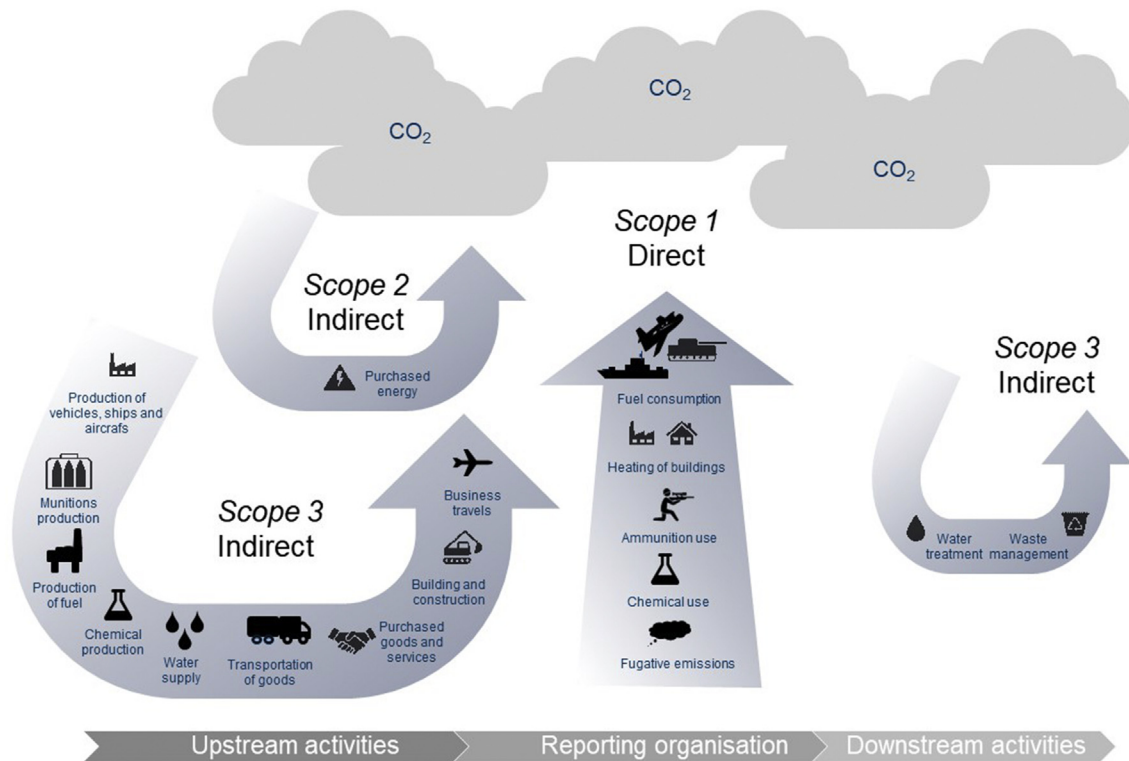 CO₂
CO₂
CO₂
Scope 1
Direct
Scope 2
Indirect
Purchased
energy
Scope 3
Indirect
Production of
vehicles, ships and
aircrafs
Munitions
production
Production
of fuel
Chemical
production
Water
supply
Transportation
of goods
Purchased
goods and
services
Building and
construction
Business
travels
Scope 3
Indirect
Fuel consumption
Heating of buildings
Ammunition use
Chemical use
Fugative emissions
Water
treatment
Waste
management
Upstream activities
Reporting organisation
Downstream activities